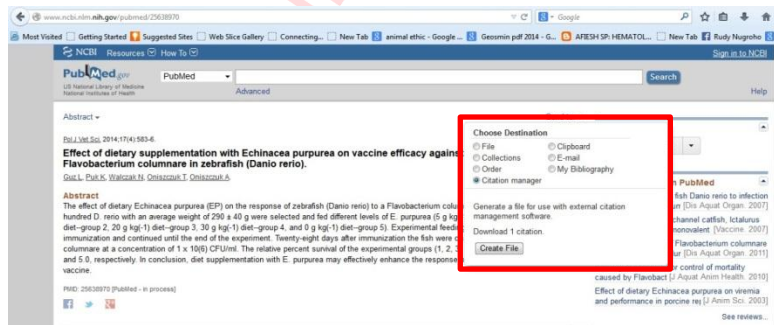 www.ncbi.nlm.nih.gov/pubmed/25638970
Google
Most Visited Getting Started Suggested Sites Web Slice Gallery Connecting... New Tab animal ethic - Google ... Geosmin pdf 2014 - G... AFIESH SP: HEMATOL... New Tab Rudy Nugroho
NCBI Resources How To Sign in to NCBI
PubMed.gov PubMed Search
US National Library of Medicine
National Institutes of Health
Advanced Help
Abstract
Pol J Vet Sci. 2014;17(4):583-6.
Effect of dietary supplementation with Echinacea purpurea on vaccine efficacy against
Flavobacterium columnare in zebrafish (Danio rerio).
Guz L, Puk K, Walczak N, Oniszczuk T, Oniszczuk A.
Abstract
The effect of dietary Echinacea purpurea (EP) on the response of zebrafish (Danio rerio) to a Flavobacterium
hundred D. rerio with an average weight of 290 ± 40 g were selected and fed different levels of E. purpurea (5 g
diet–group 2, 20 g kg(-1) diet–group 3, 30 g kg(-1) diet–group 4, and 0 g kg(-1) diet–group 5). Experimental
immunization and continued until the end of the experiment. Twenty-eight days after immunization the fish were
columnare at a concentration of 1 x 10(6) CFU/ml. The relative percent survival of the experimental groups (1, 2,
and 5.0, respectively. In conclusion, diet supplementation with E. purpurea may effectively enhance the response
vaccine.
PMID: 25638970 [PubMed - in process]
Choose Destination
File Clipboard
Collections E-mail
Order My Bibliography
Citation manager
Generate a file for use with external citation
management software.
Download 1 citation.
Create File
PubMed
fish Danio rerio to infection
[Dis Aquat Organ. 2007]
channel catfish, Ictalurus
monovalent [Vaccine. 2007]
Flavobacterium columnare
[Dis Aquat Organ. 2011]
control of mortality
caused by Flavobact [J Aquat Anim Health. 2010]
Effect of dietary Echinacea purpurea on viremia
and performance in porcine re [J Anim Sci. 2003]
See reviews...